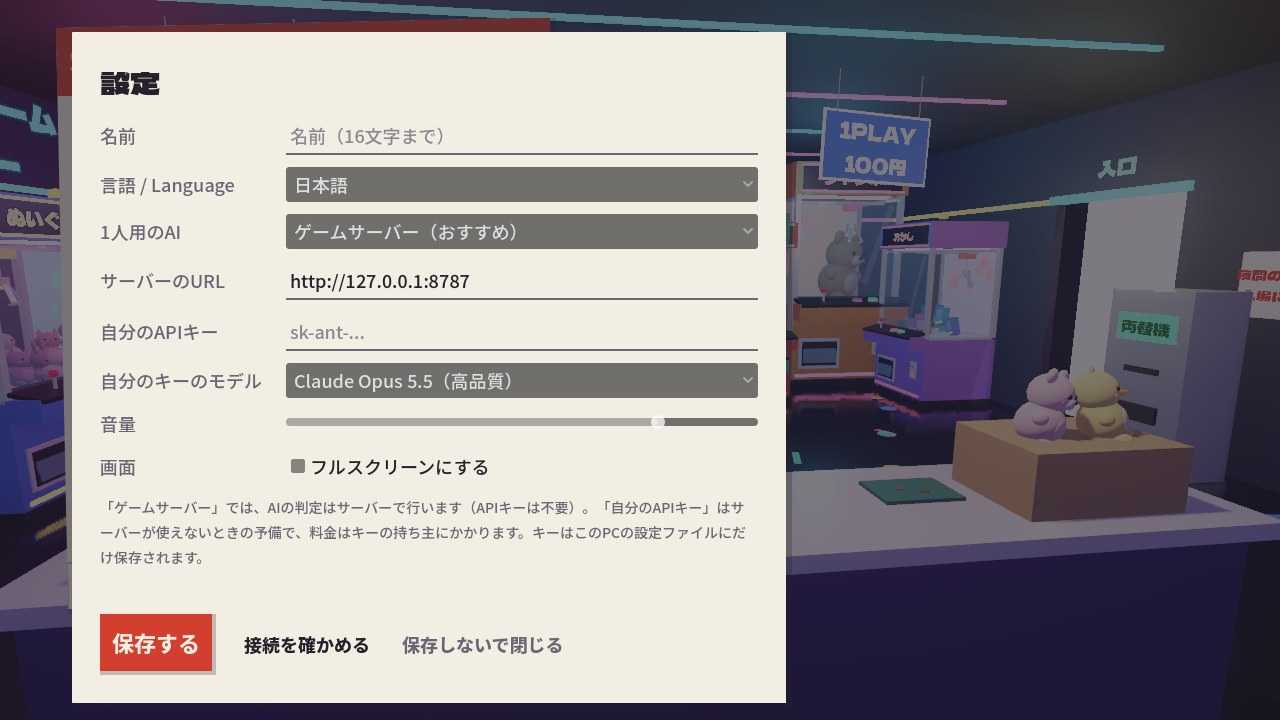 設定
名前
名前（16文字まで）
言語 / Language
日本語
1人用のAI
ゲームサーバー（おすすめ）
サーバーのURL
http://127.0.0.1:8787
自分のAPIキー
sk-ant-...
自分のキーのモデル
Claude Opus 5.5（高品質）
音量
画面
フルスクリーンにする
「ゲームサーバー」では、AIの判定はサーバーで行います（APIキーは不要）。「自分のAPIキー」はサ
ーバーが使えないときの予備で、料金はキーの持ち主にかかります。キーはこのPCの設定ファイルにだ
け保存されます。
保存する
接続を確かめる
保存しないで閉じる
ーム
ぬいぐ
1PLAY
100円
おかし
入口
両替機
夜間の